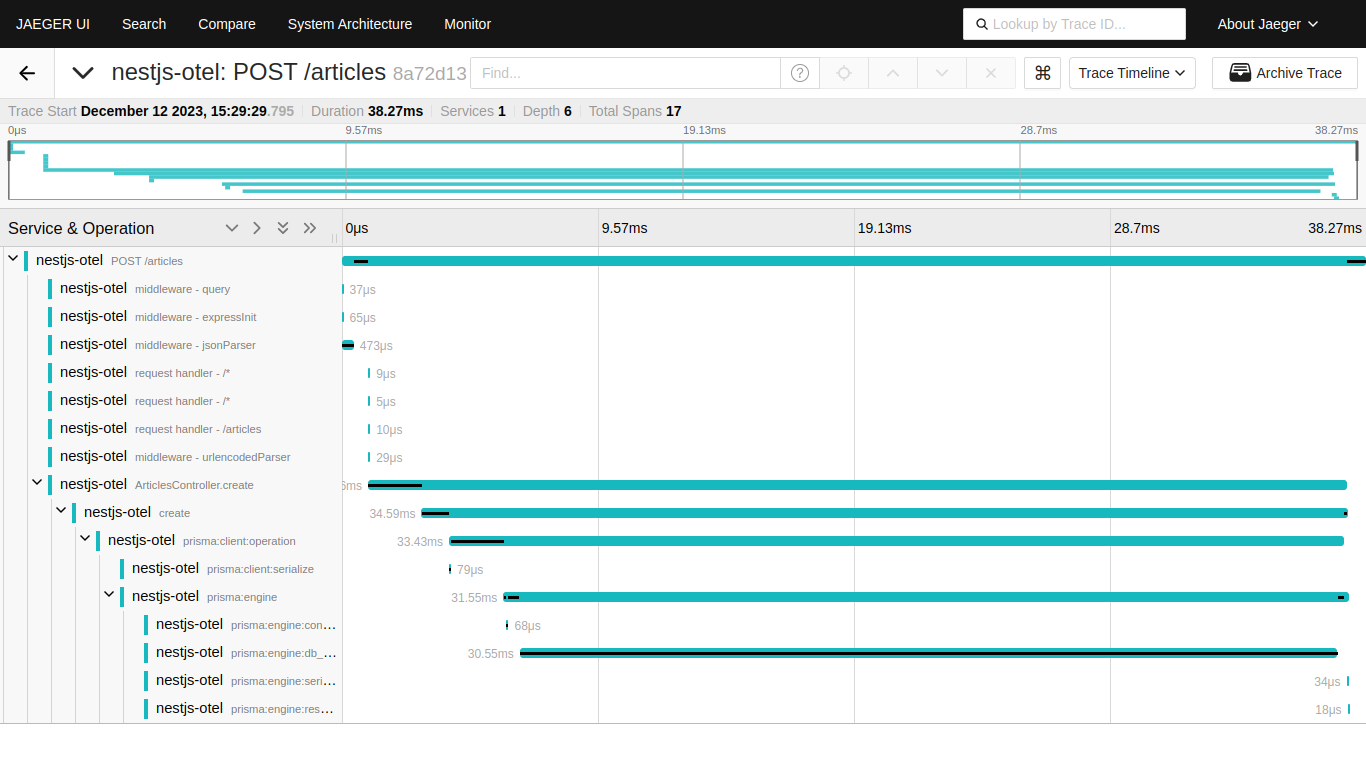 JAEGER UI Search Compare System Architecture Monitor Lookup by Trace ID... About Jaeger
nestjs-otel: POST /articles 8a72d13 Find... ? ⌘ Trace Timeline Archive Trace
Trace Start December 12 2023, 15:29:29.795 Duration 38.27ms Services 1 Depth 6 Total Spans 17
0μs 9.57ms 19.13ms 28.7ms 38.27ms
Service & Operation 0μs 9.57ms 19.13ms 28.7ms 38.27ms
nestjs-otel POST /articles
nestjs-otel middleware - query 37μs
nestjs-otel middleware - expressInit 65μs
nestjs-otel middleware - jsonParser 473μs
nestjs-otel request handler - /* 9μs
nestjs-otel request handler - /* 5μs
nestjs-otel request handler - /articles 10μs
nestjs-otel middleware - urlencodedParser 29μs
nestjs-otel ArticlesController.create ms
nestjs-otel create 34.59ms
nestjs-otel prisma:client:operation 33.43ms
nestjs-otel prisma:client:serialize 79μs
nestjs-otel prisma:engine 31.55ms
nestjs-otel prisma:engine:con... 68μs
nestjs-otel prisma:engine:db_... 30.55ms
nestjs-otel prisma:engine:seri... 34μs
nestjs-otel prisma:engine:res... 18μs